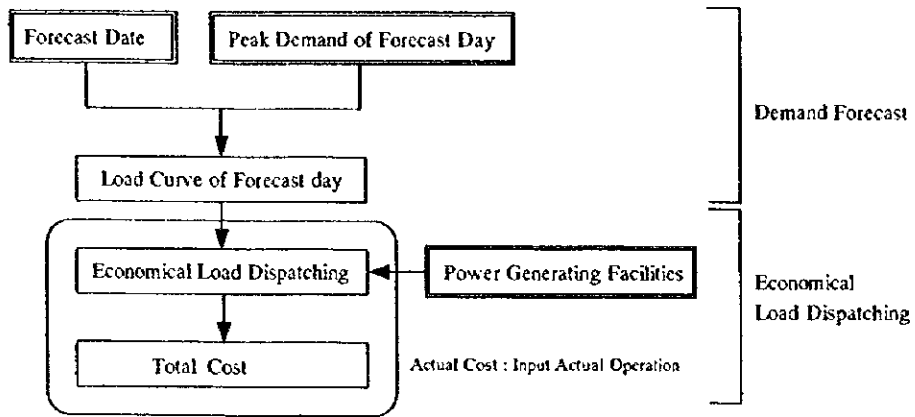 Forecast Date
Peak Demand of Forecast Day
Demand Forecast
Load Curve of Forecast day
Economical Load Dispatching
Power Generating Facilities
Economical
Load Dispatching
Total Cost
Actual Cost : Input Actual Operation